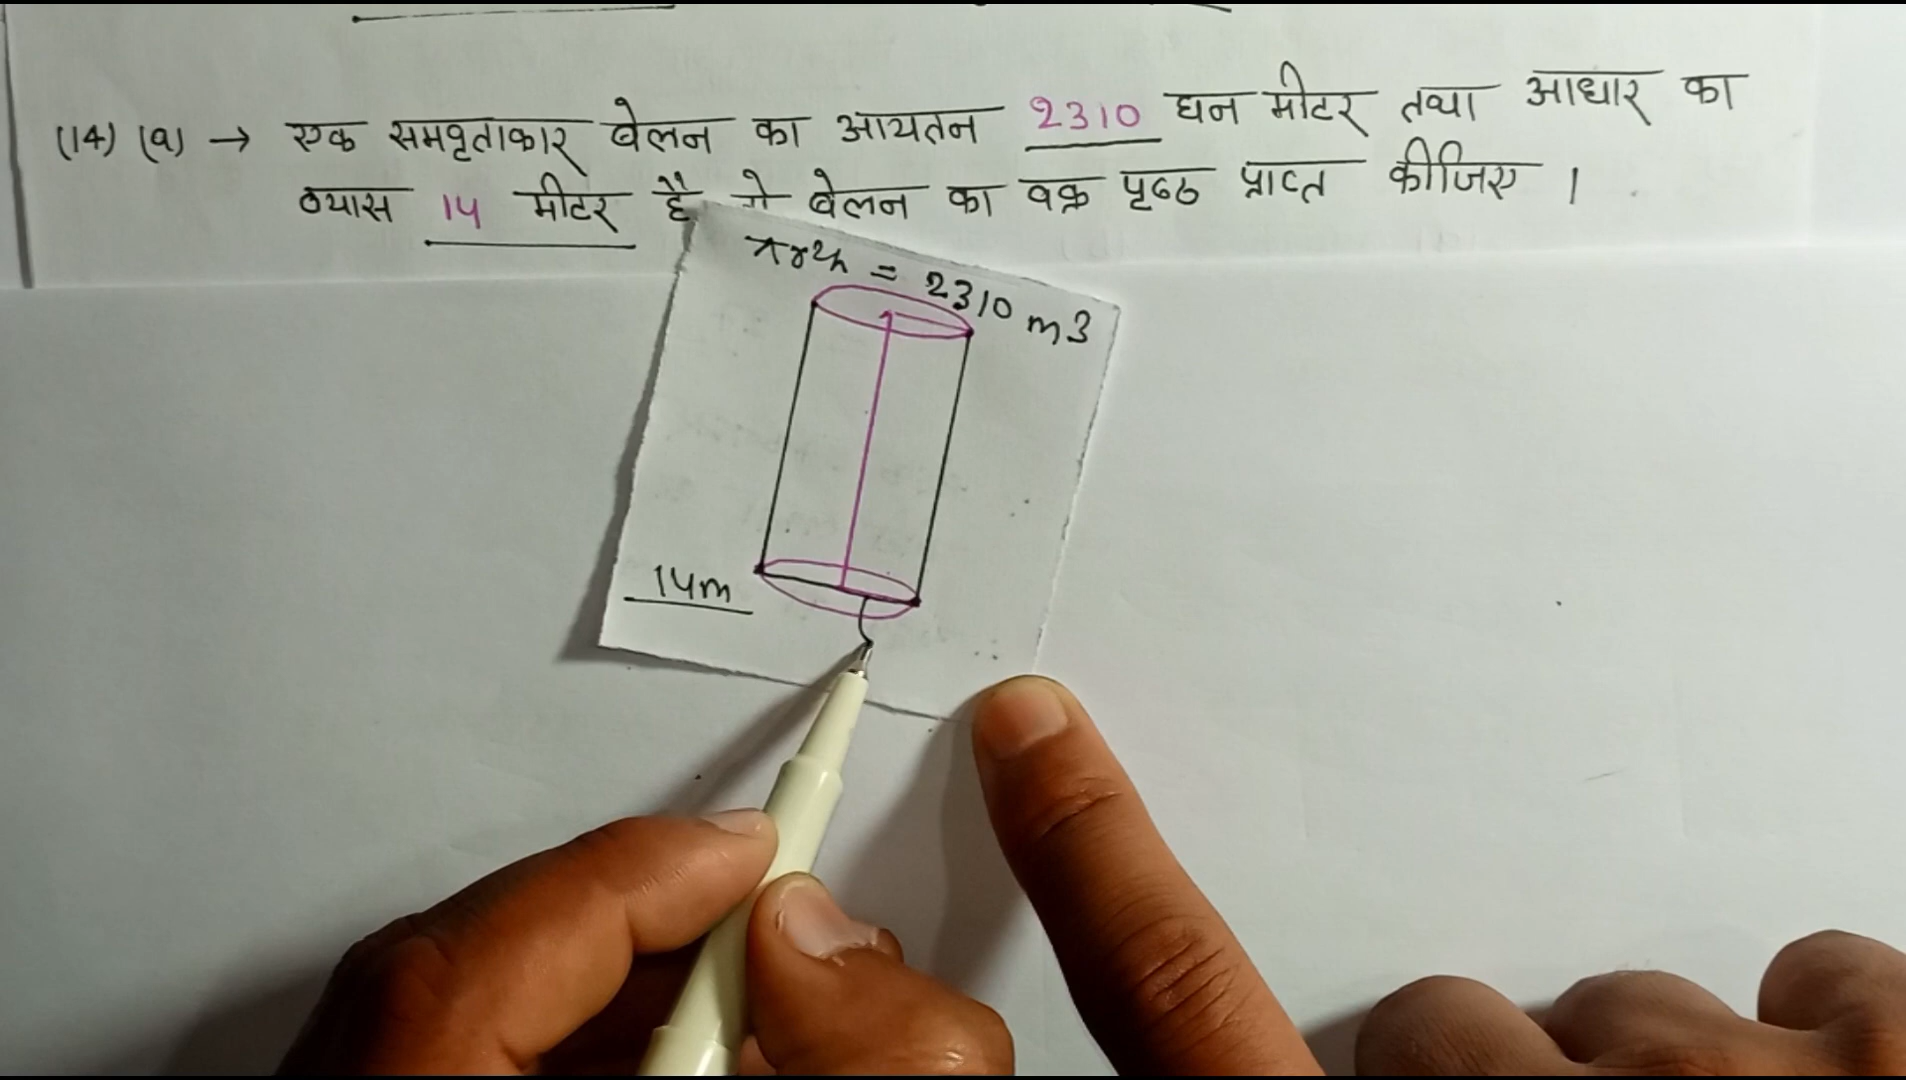 (14) (a) → एक समवृताकार बेलन का आयतन 2310 घन मीटर तथा आधार का
व्यास 14 मीटर है बेलन का वक्र पृष्ठ प्राप्त कीजिए ।
πr²h = 2310 m3
14m